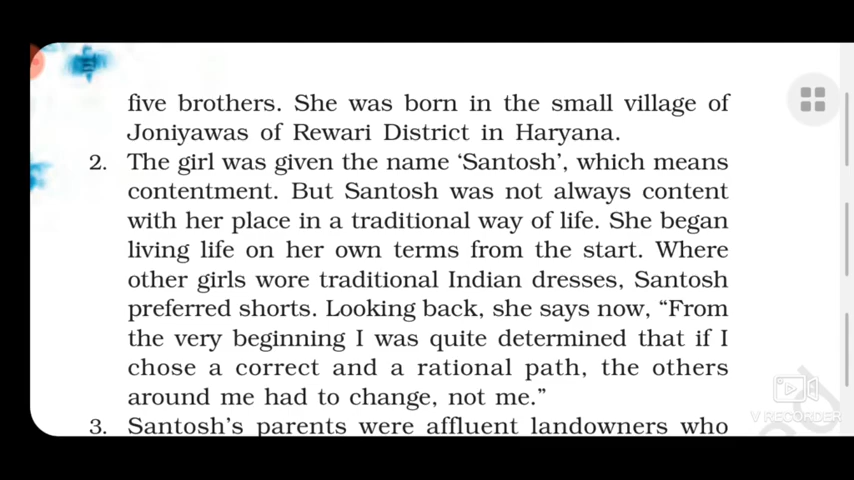 five brothers. She was born in the small village of
Joniyawas of Rewari District in Haryana.
2. The girl was given the name ‘Santosh’, which means
contentment. But Santosh was not always content
with her place in a traditional way of life. She began
living life on her own terms from the start. Where
other girls wore traditional Indian dresses, Santosh
preferred shorts. Looking back, she says now, “From
the very beginning I was quite determined that if I
chose a correct and a rational path, the others
around me had to change, not me.”
V RECORDER
3. Santosh’s parents were affluent landowners who